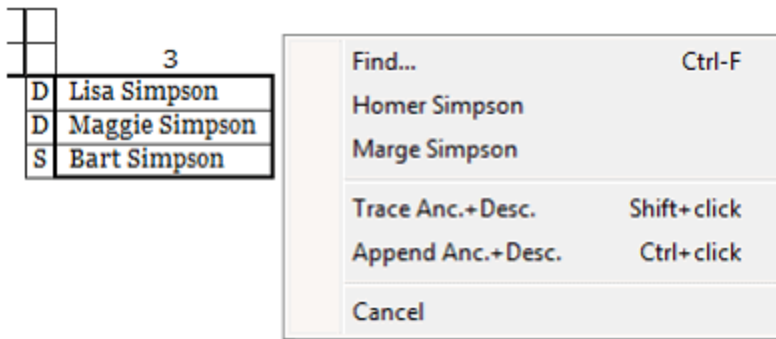 3
D Lisa Simpson
D Maggie Simpson
S Bart Simpson
Find... Ctrl-F
Homer Simpson
Marge Simpson
Trace Anc.+Desc. Shift+click
Append Anc.+Desc. Ctrl+click
Cancel